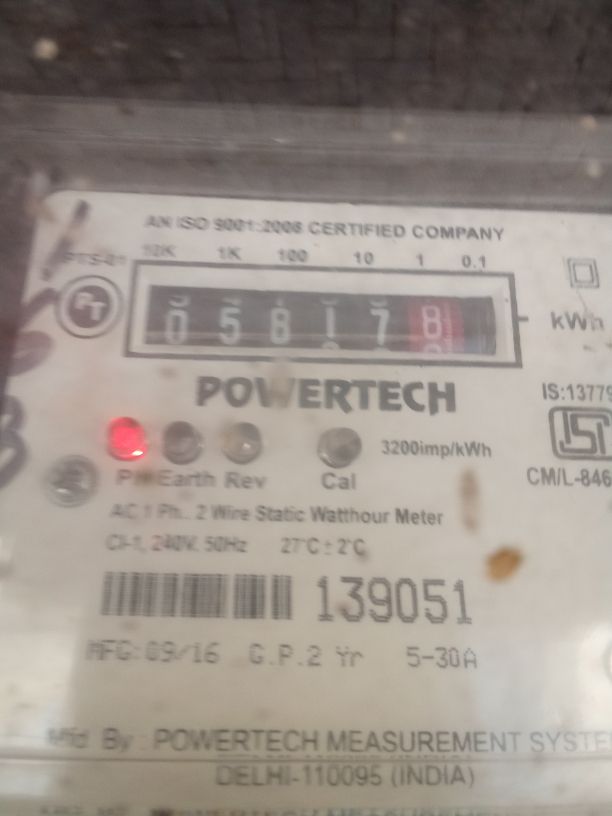 AN ISO 9001:2008 CERTIFIED COMPANY
10K 1K 100 10 1 0.1
PT
0 5 8 1 7 8
kWh
POWERTECH
IS:13779
ISI
3200imp/kWh
CM/L-846
Earth Rev Cal
AC 1 Ph.. 2 Wire Static Watthour Meter
Cl-1, 240V. 50Hz 27°C±2°C
139051
MFG:09/16 G.P.2 Yr 5-30A
Mfd By : POWERTECH MEASUREMENT SYSTE
DELHI-110095 (INDIA)